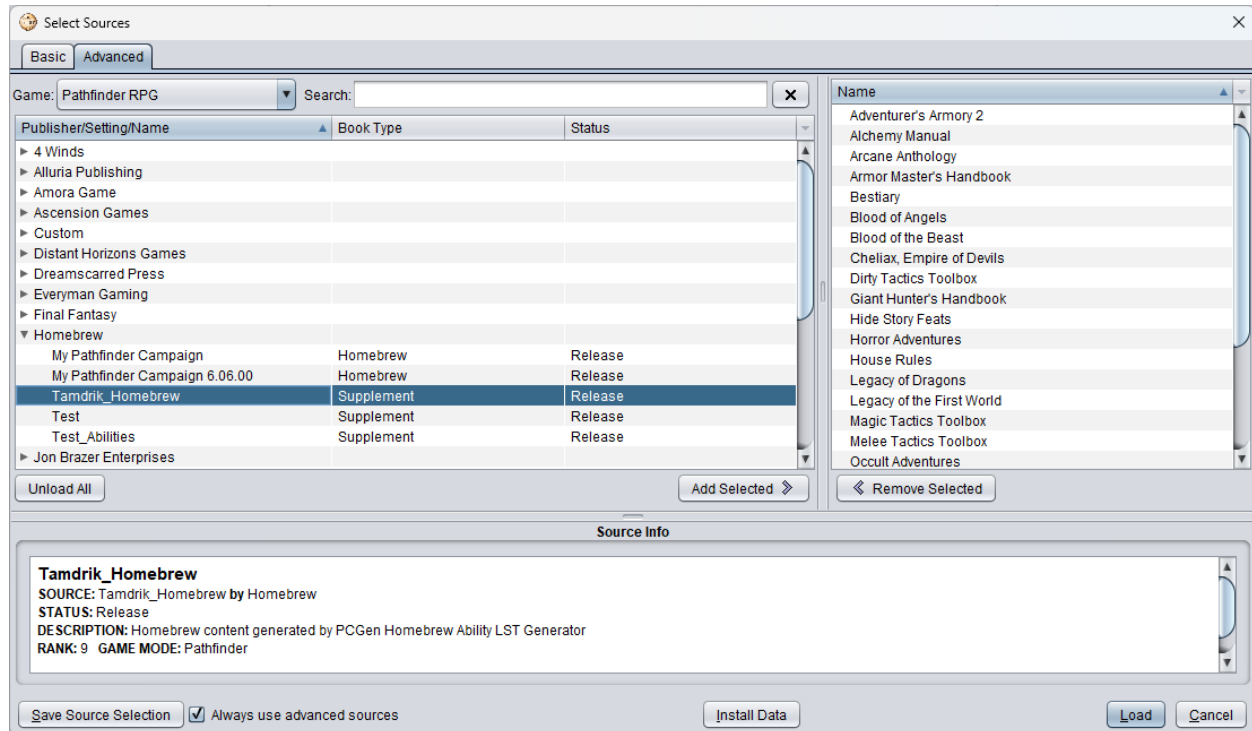 Select Sources
Basic Advanced
Game: Pathfinder RPG Search:
Publisher/Setting/Name Book Type Status
4 Winds
Alluria Publishing
Amora Game
Ascension Games
Custom
Distant Horizons Games
Dreamscarred Press
Everyman Gaming
Final Fantasy
Homebrew
My Pathfinder Campaign Homebrew Release
My Pathfinder Campaign 6.06.00 Homebrew Release
Tamdrik_Homebrew Supplement Release
Test Supplement Release
Test_Abilities Supplement Release
Jon Brazer Enterprises
Unload All Add Selected
Name
Adventurer's Armory 2
Alchemy Manual
Arcane Anthology
Armor Master's Handbook
Bestiary
Blood of Angels
Blood of the Beast
Cheliax, Empire of Devils
Dirty Tactics Toolbox
Giant Hunter's Handbook
Hide Story Feats
Horror Adventures
House Rules
Legacy of Dragons
Legacy of the First World
Magic Tactics Toolbox
Melee Tactics Toolbox
Occult Adventures
Remove Selected
Source Info
Tamdrik_Homebrew
SOURCE: Tamdrik_Homebrew by Homebrew
STATUS: Release
DESCRIPTION: Homebrew content generated by PCGen Homebrew Ability LST Generator
RANK: 9 GAME MODE: Pathfinder
Save Source Selection Always use advanced sources Install Data Load Cancel